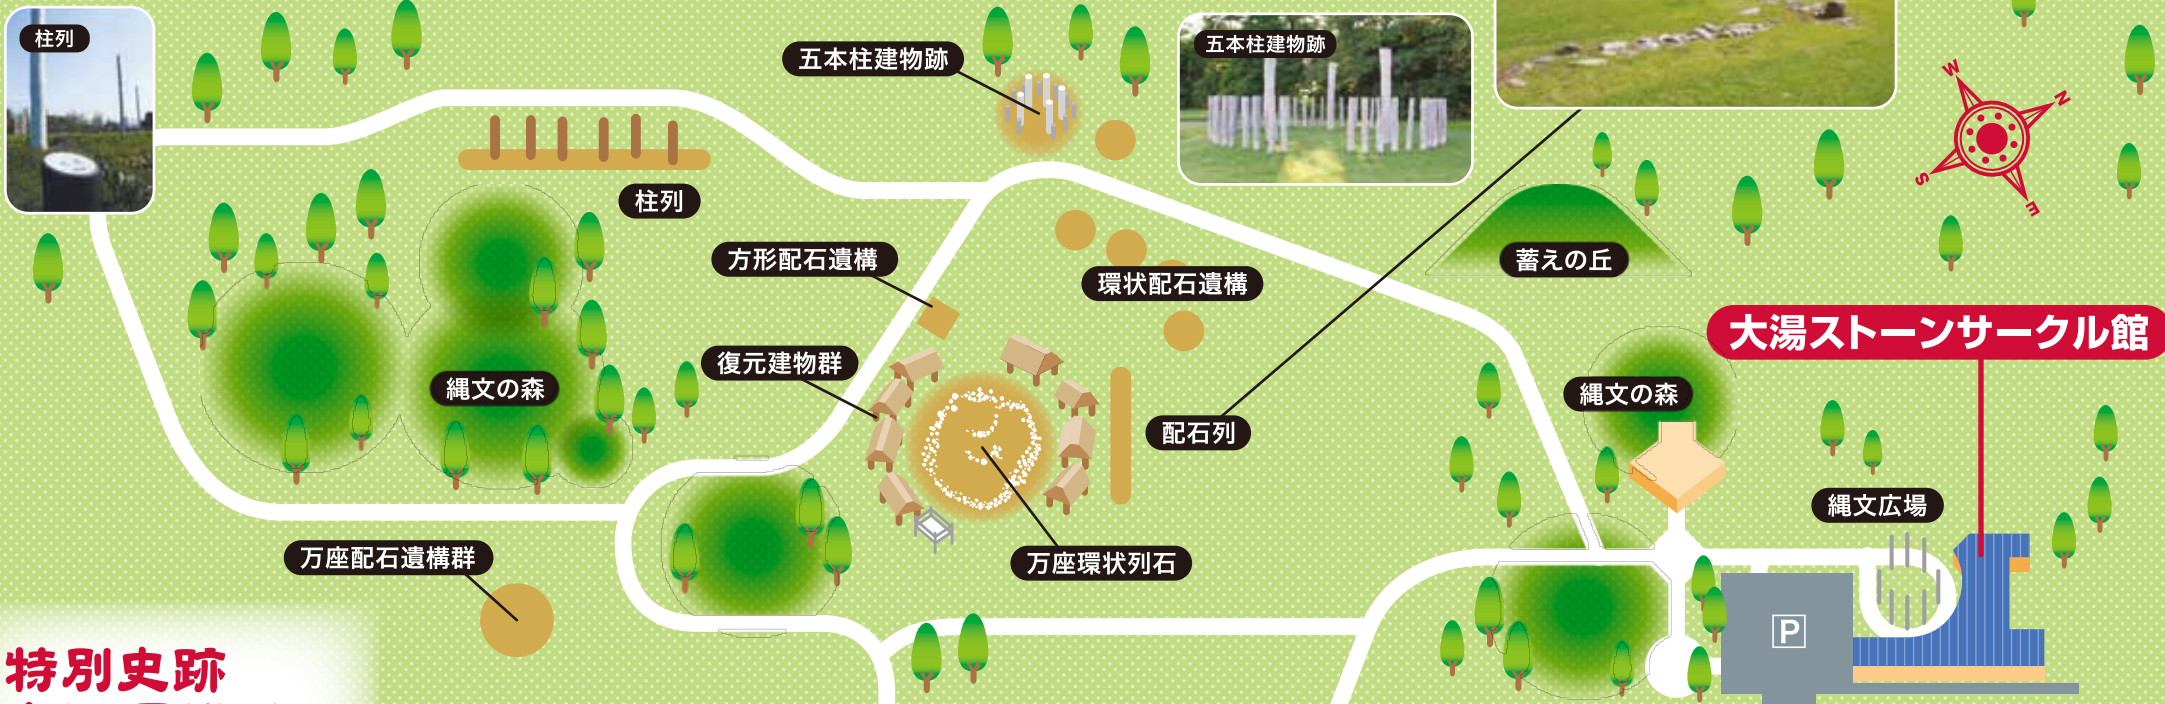 柱列
五本柱建物跡
五本柱建物跡
W
N
S
E
柱列
方形配石遺構
環状配石遺構
蓄えの丘
大湯ストーンサークル館
復元建物群
縄文の森
縄文の森
配石列
縄文広場
万座配石遺構群
万座環状列石
P
特別史跡